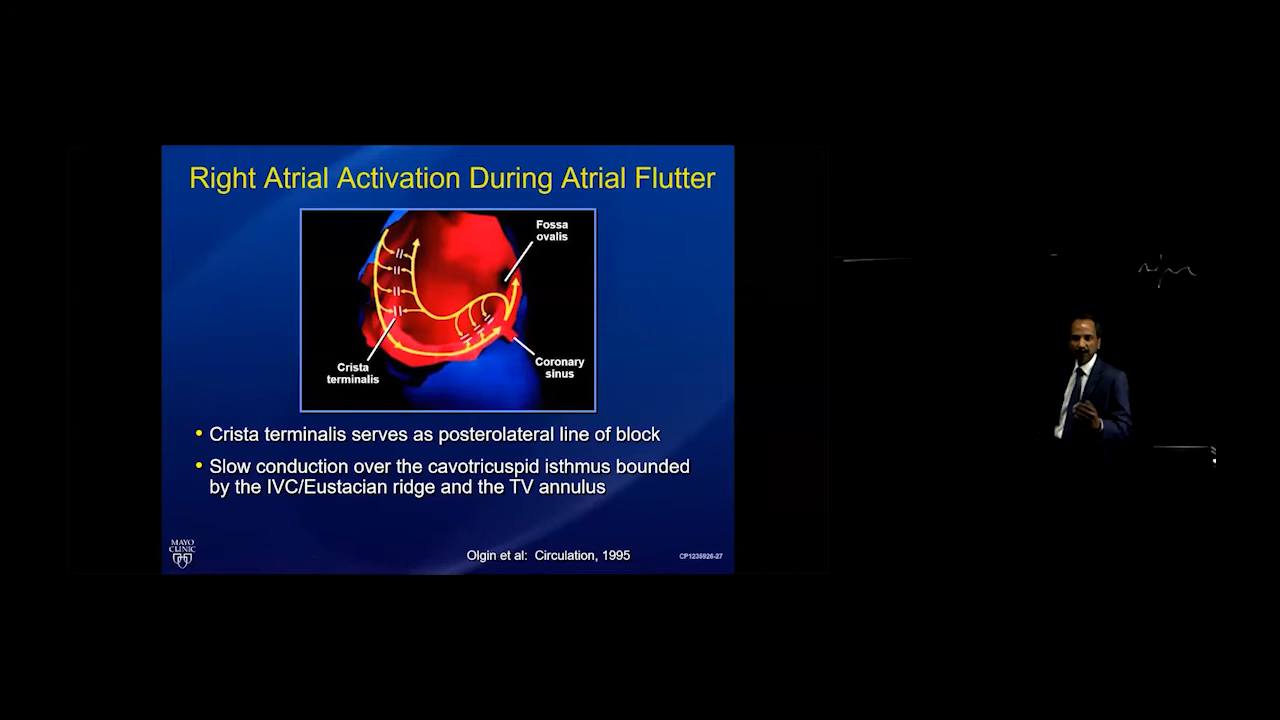 Right Atrial Activation During Atrial Flutter
Fossa
ovalis
Crista
terminalis
Coronary
sinus
• Crista terminalis serves as posterolateral line of block
• Slow conduction over the cavotricuspid isthmus bounded
by the IVC/Eustacian ridge and the TV annulus
MAYO
CLINIC
Olgin et al: Circulation, 1995
CP1235926-27